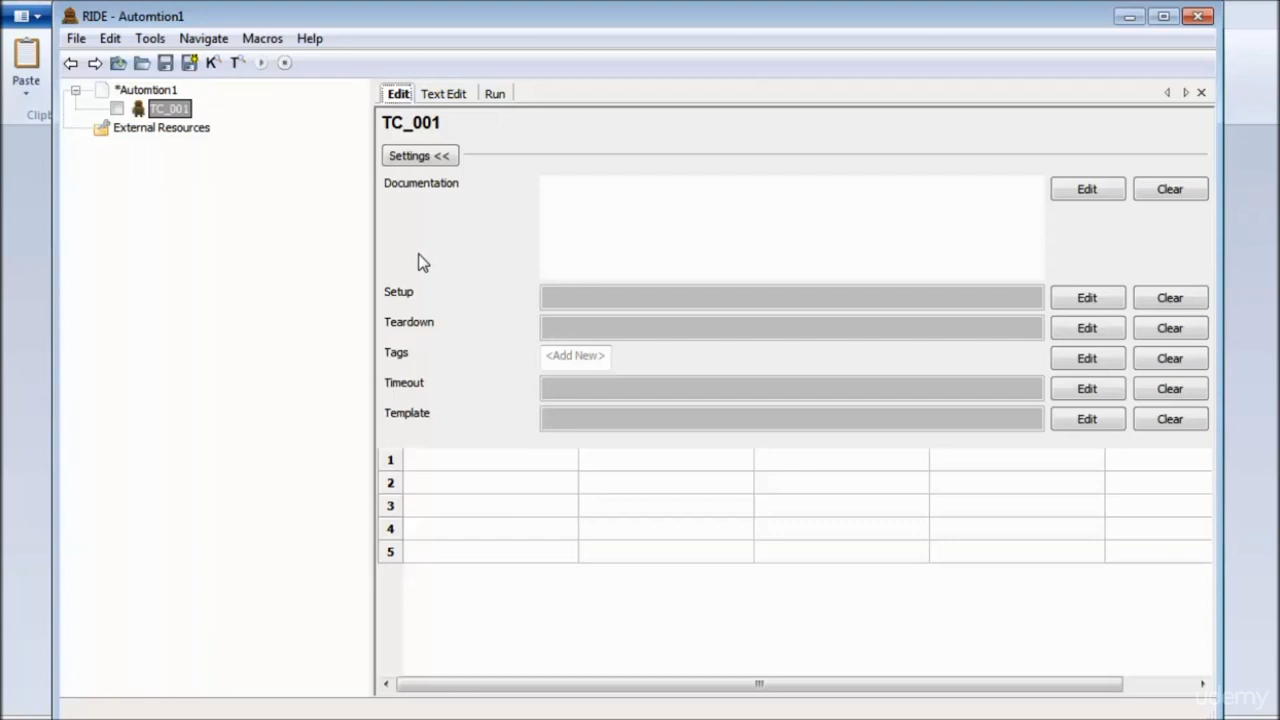 RIDE - Automtion1
File Edit Tools Navigate Macros Help
Paste
Clipb
K T
*Automtion1
TC_001
External Resources
Edit Text Edit Run
TC_001
Settings <<
Documentation Edit Clear
Setup Edit Clear
Teardown Edit Clear
Tags <Add New> Edit Clear
Timeout Edit Clear
Template Edit Clear
1
2
3
4
5
udemy